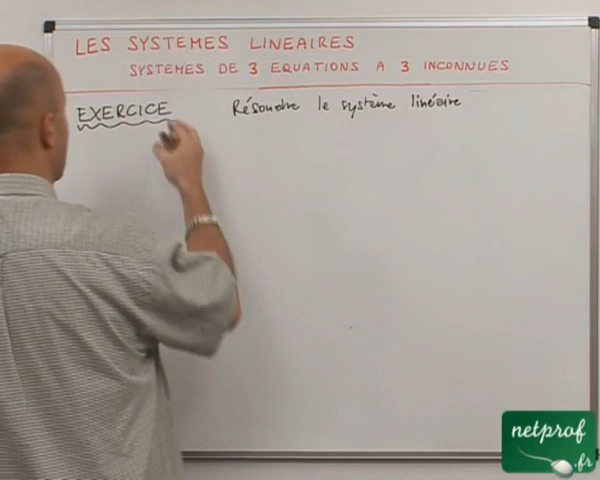 LES SYSTEMES LINEAIRES
SYSTEMES DE 3 EQUATIONS A 3 INCONNUES
EXERCICE Résoudre le système linéaire
netprof
.fr